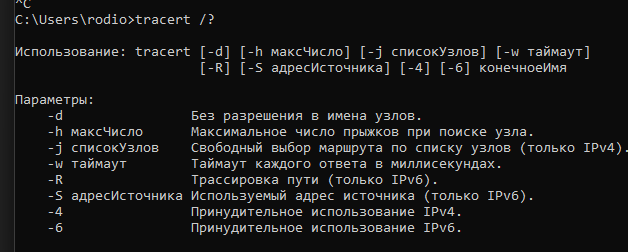 ^C
C:\Users\rodio>tracert /?
Использование: tracert [-d] [-h максЧисло] [-j списокУзлов] [-w таймаут]
[-R] [-S адресИсточника] [-4] [-6] конечноеИмя
Параметры:
-d Без разрешения в имена узлов.
-h максЧисло Максимальное число прыжков при поиске узла.
-j списокУзлов Свободный выбор маршрута по списку узлов (только IPv4).
-w таймаут Таймаут каждого ответа в миллисекундах.
-R Трассировка пути (только IPv6).
-S адресИсточника Используемый адрес источника (только IPv6).
-4 Принудительное использование IPv4.
-6 Принудительное использование IPv6.